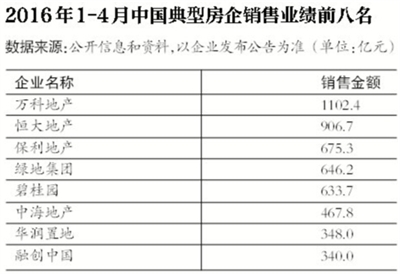 2016年1-4月中国典型房企销售业绩前八名
数据来源:公开信息和资料,以企业发布公告为准(单位:亿元)
企业名称 销售金额
万科地产 1102.4
恒大地产 906.7
保利地产 675.3
绿地集团 646.2
碧桂园 633.7
中海地产 467.8
华润置地 348.0
融创中国 340.0